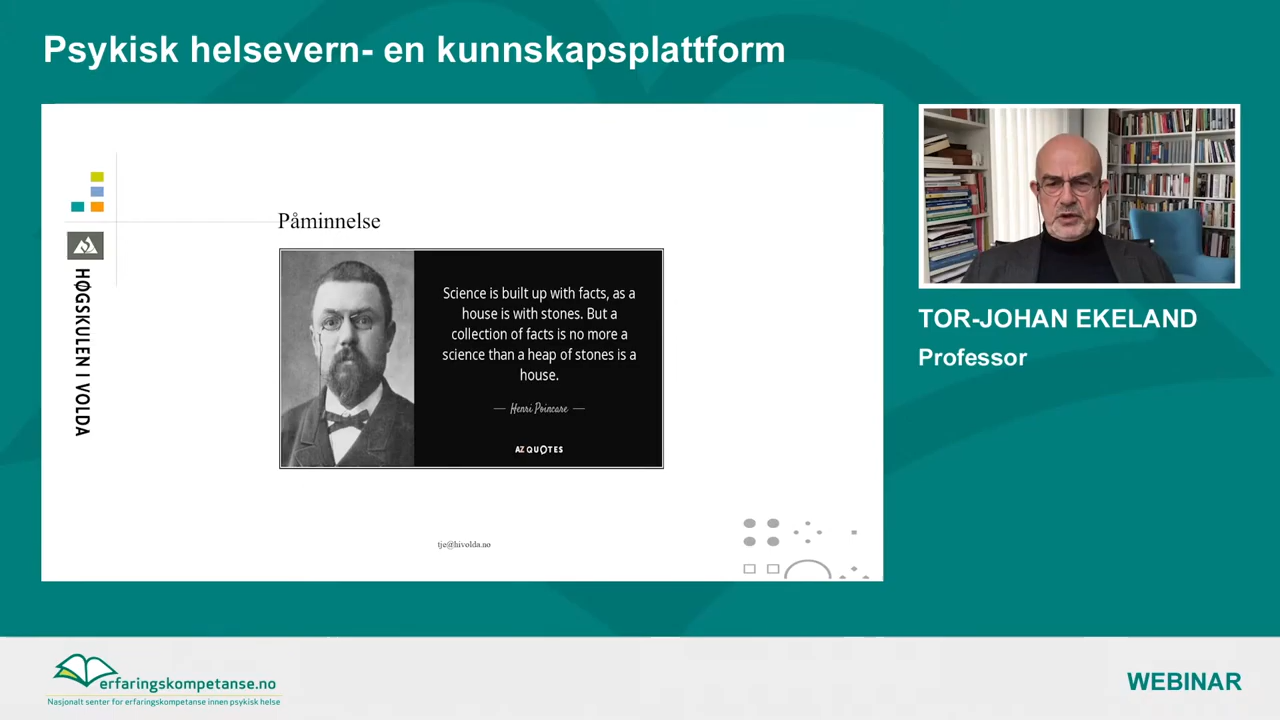 Psykisk helsevern- en kunnskapsplattform
HØGSKULEN I VOLDA
Påminnelse
Science is built up with facts, as a
house is with stones. But a
collection of facts is no more a
science than a heap of stones is a
house.
— Henri Poincare —
AZ QUOTES
tje@hivolda.no
TOR-JOHAN EKELAND
Professor
erfaringskompetanse.no
Nasjonalt senter for erfaringskompetanse innen psykisk helse
WEBINAR